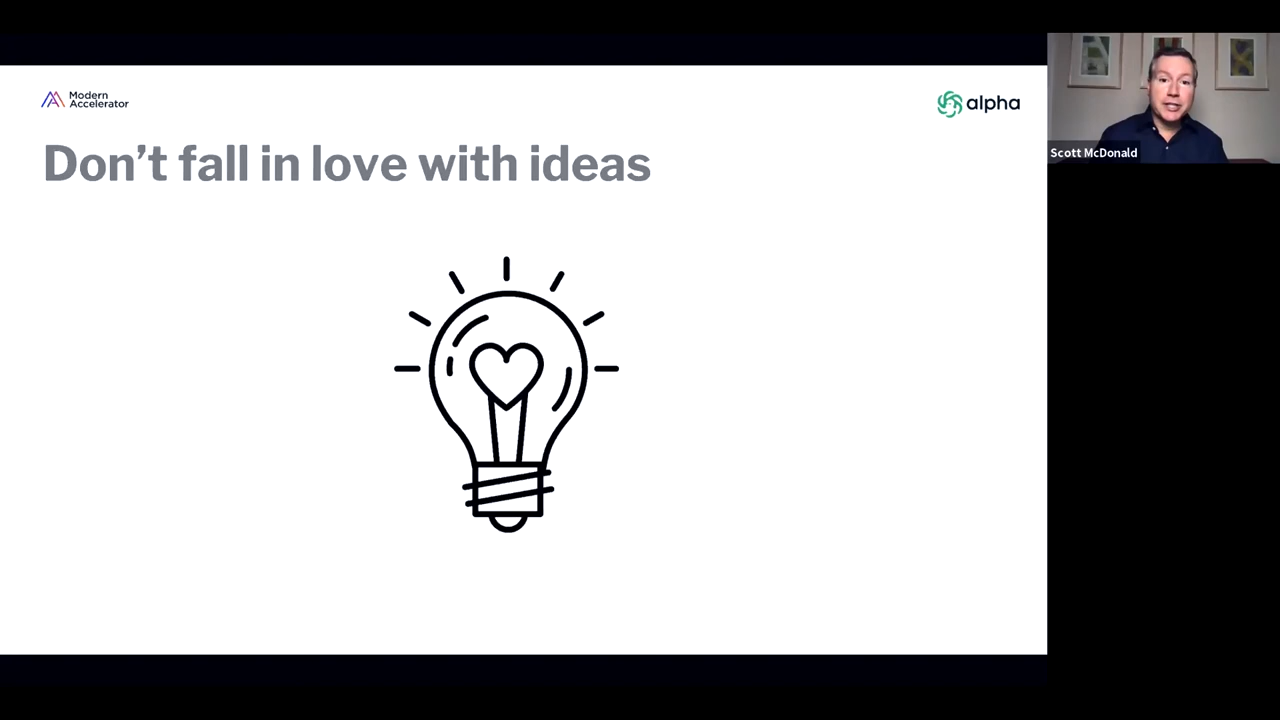 Modern
Accelerator
alpha
Don’t fall in love with ideas
Scott McDonald